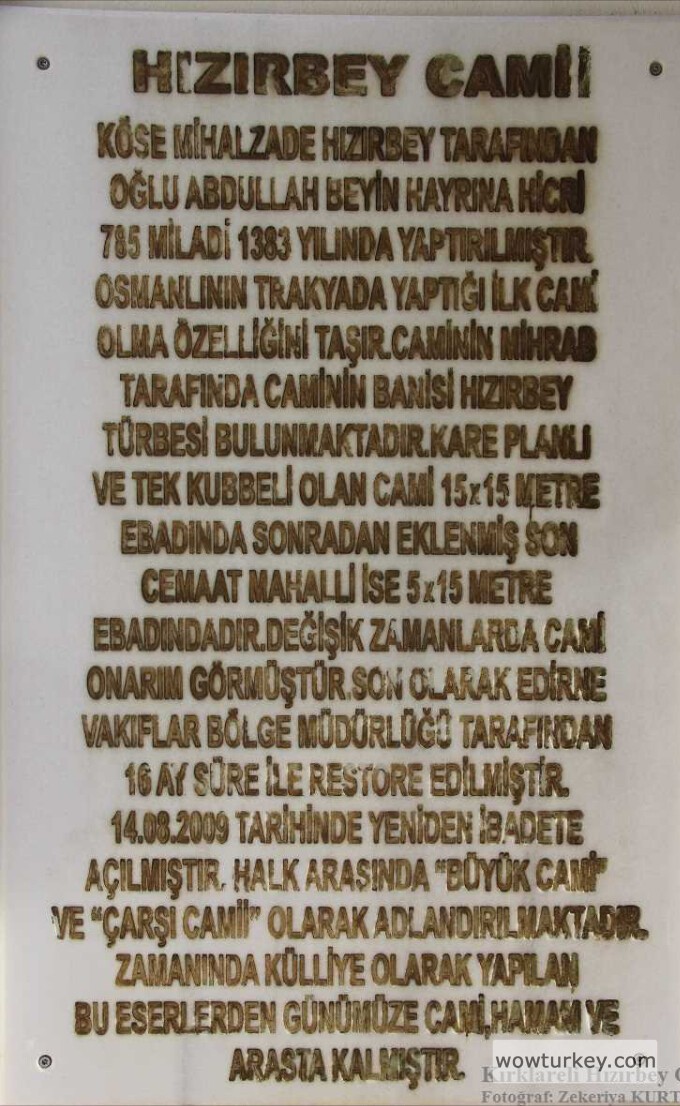 HIZIRBEY CAMİİ
KÖSE MİHALZADE HIZIRBEY TARAFINDAN
OĞLU ABDULLAH BEYİN HAYRINA HİCRİ
785 MİLADİ 1383 YILINDA YAPTIRILMIŞTIR.
OSMANLININ TRAKYADA YAPTIĞI İLK CAMİ
OLMA ÖZELLİĞİNİ TAŞIR.CAMİNİN MİHRAB
TARAFINDA CAMİNİN BANİSİ HIZIRBEY
TÜRBESİ BULUNMAKTADIR.KARE PLANLI
VE TEK KUBBELİ OLAN CAMİ 15x15 METRE
EBADINDA SONRADAN EKLENMİŞ SON
CEMAAT MAHALLİ İSE 5x15 METRE
EBADINDADIR.DEĞİŞİK ZAMANLARDA CAMİ
ONARIM GÖRMÜŞTÜR.SON OLARAK EDİRNE
VAKIFLAR BÖLGE MÜDÜRLÜĞÜ TARAFINDAN
16 AY SÜRE İLE RESTORE EDİLMİŞTİR.
14.08.2009 TARİHİNDE YENİDEN İBADETE
AÇILMIŞTIR. HALK ARASINDA "BÜYÜK CAMİ"
VE "ÇARŞI CAMİİ" OLARAK ADLANDIRILMAKTADIR.
ZAMANINDA KÜLLİYE OLARAK YAPILAN
BU ESERLERDEN GÜNÜMÜZE CAMİ,HAMAM VE
ARASTA KALMIŞTIR.
wowturkey.com
Kırklareli Hızırbey
Fotoğraf: Zekeriya KURT